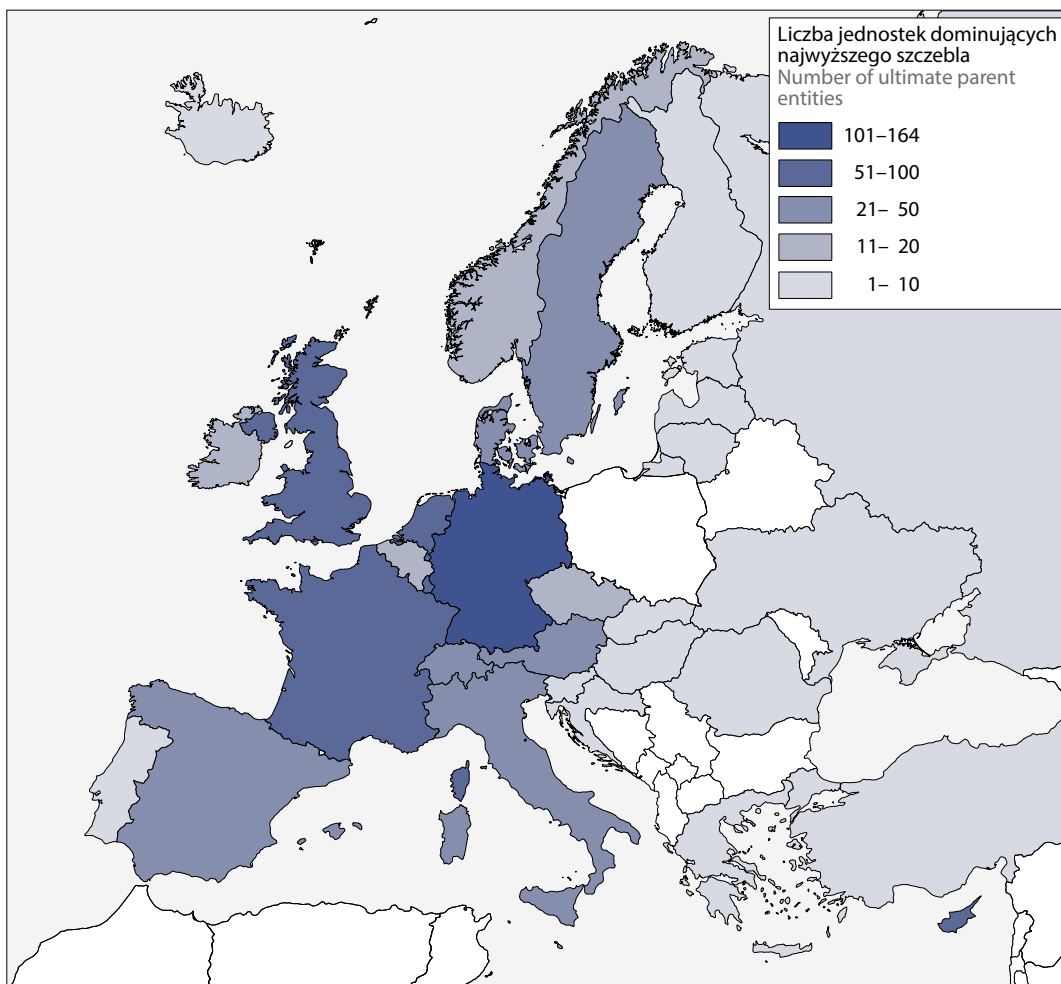 Liczba jednostek dominujących
najwyższego szczebla
Number of ultimate parent
entities
101–164
51–100
21– 50
11– 20
1– 10